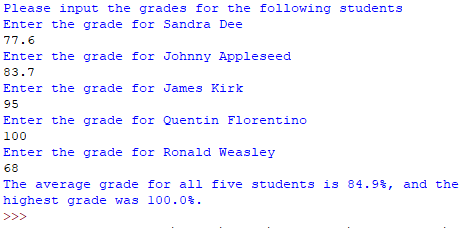 Please input the grades for the following students
Enter the grade for Sandra Dee
77.6
Enter the grade for Johnny Appleseed
83.7
Enter the grade for James Kirk
95
Enter the grade for Quentin Florentino
100
Enter the grade for Ronald Weasley
68
The average grade for all five students is 84.9%, and the
highest grade was 100.0%.
>>>